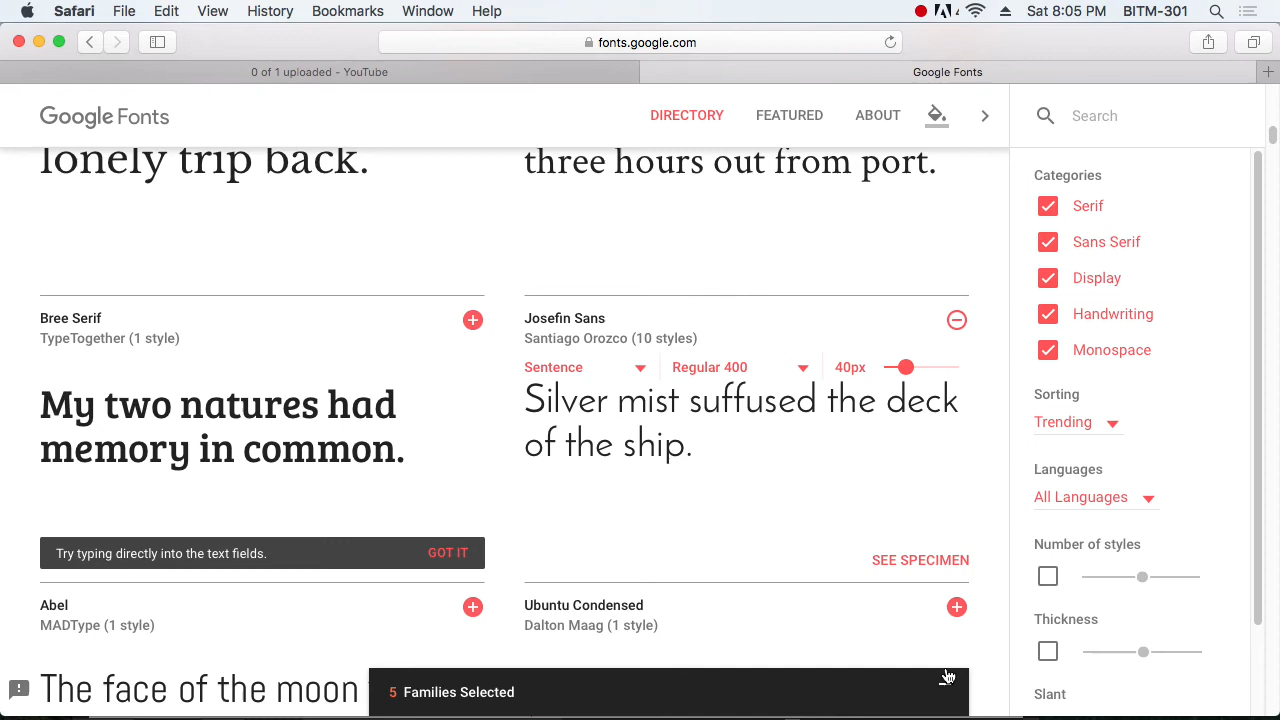 Safari File Edit View History Bookmarks Window Help 4 Sat 8:05 PM BITM-301
fonts.google.com
0 of 1 uploaded - YouTube Google Fonts
Google Fonts DIRECTORY FEATURED ABOUT Search
lonely trip back.
three hours out from port.
Bree Serif
TypeTogether (1 style)
My two natures had
memory in common.
Try typing directly into the text fields. GOT IT
Josefin Sans
Santiago Orozco (10 styles)
Sentence Regular 400 40px
Silver mist suffused the deck
of the ship.
SEE SPECIMEN
Abel
MADType (1 style)
The face of the moon
Ubuntu Condensed
Dalton Maag (1 style)
5 Families Selected
Categories
Serif
Sans Serif
Display
Handwriting
Monospace
Sorting
Trending
Languages
All Languages
Number of styles
Thickness
Slant